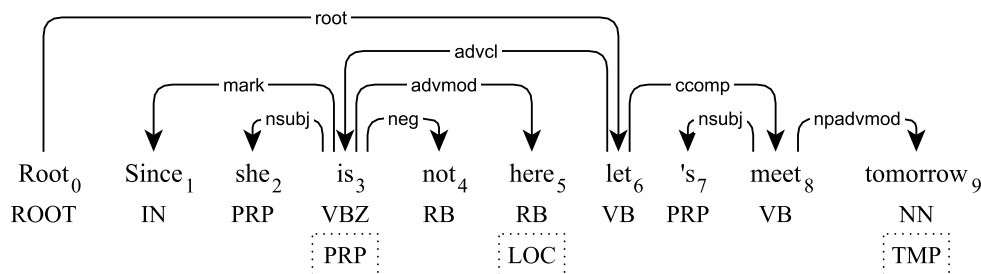 root
advcl
mark advmod ccomp
nsubj neg nsubj npadvmod
Root0 Since1 she2 is3 not4 here5 let6 's7 meet8 tomorrow9
ROOT IN PRP VBZ RB RB VB PRP VB NN
PRP LOC TMP